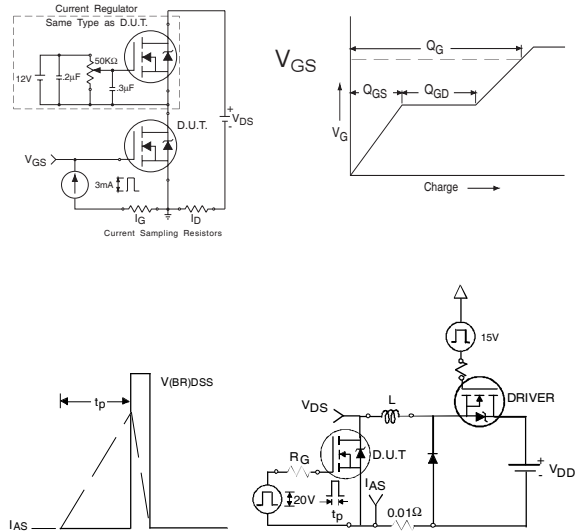 Current Regulator
Same Type as D.U.T.
50KΩ
12V
.2µF
.3µF
D.U.T.
+
VDS
-
VGS
3mA
IG
ID
Current Sampling Resistors
VGS
QG
QGS
QGD
VG
Charge
tp
V(BR)DSS
IAS
15V
DRIVER
VDS
L
RG
D.U.T
+
VDD
-
20V
tp
IAS
0.01Ω